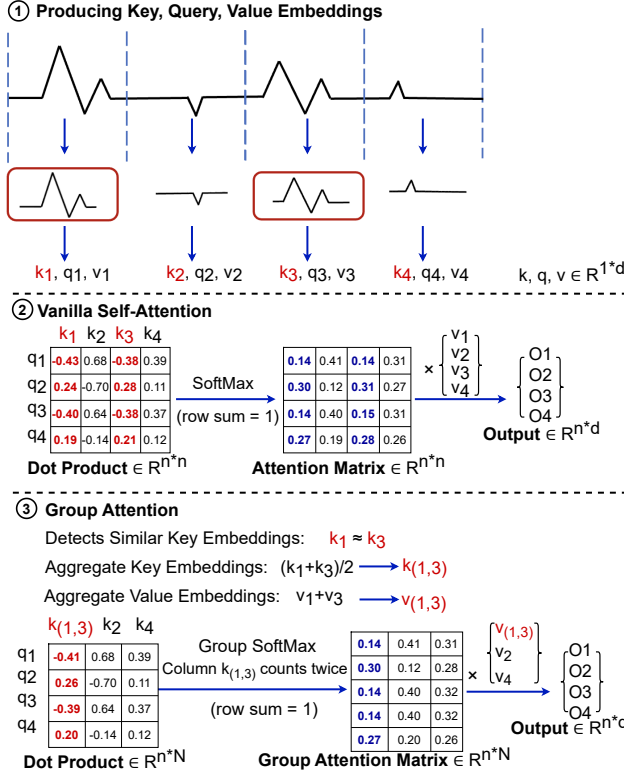 ① Producing Key, Query, Value Embeddings
k1, q1, v1 k2, q2, v2 k3, q3, v3 k4, q4, v4 k, q, v ∈ R^1*d
② Vanilla Self-Attention
k1 k2 k3 k4
q1 -0.43 0.68 -0.38 0.39
q2 0.24 -0.70 0.28 0.11
q3 -0.40 0.64 -0.38 0.37
q4 0.19 -0.14 0.21 0.12
Dot Product ∈ R^n*n
SoftMax
(row sum = 1)
0.14 0.41 0.14 0.31
0.30 0.12 0.31 0.27
0.14 0.40 0.15 0.31
0.27 0.19 0.28 0.26
Attention Matrix ∈ R^n*n
×
v1
v2
v3
v4
O1
O2
O3
O4
Output ∈ R^n*d
③ Group Attention
Detects Similar Key Embeddings: k1 ≈ k3
Aggregate Key Embeddings: (k1+k3)/2 k(1,3)
Aggregate Value Embeddings: v1+v3 v(1,3)
k(1,3) k2 k4
q1 -0.41 0.68 0.39
q2 0.26 -0.70 0.11
q3 -0.39 0.64 0.37
q4 0.20 -0.14 0.12
Dot Product ∈ R^n*N
Group SoftMax
Column k(1,3) counts twice
(row sum = 1)
0.14 0.41 0.31
0.30 0.12 0.28
0.14 0.40 0.32
0.14 0.40 0.32
0.27 0.20 0.26
Group Attention Matrix ∈ R^n*N
×
v(1,3)
v2
v4
O1
O2
O3
O4
Output ∈ R^n*d